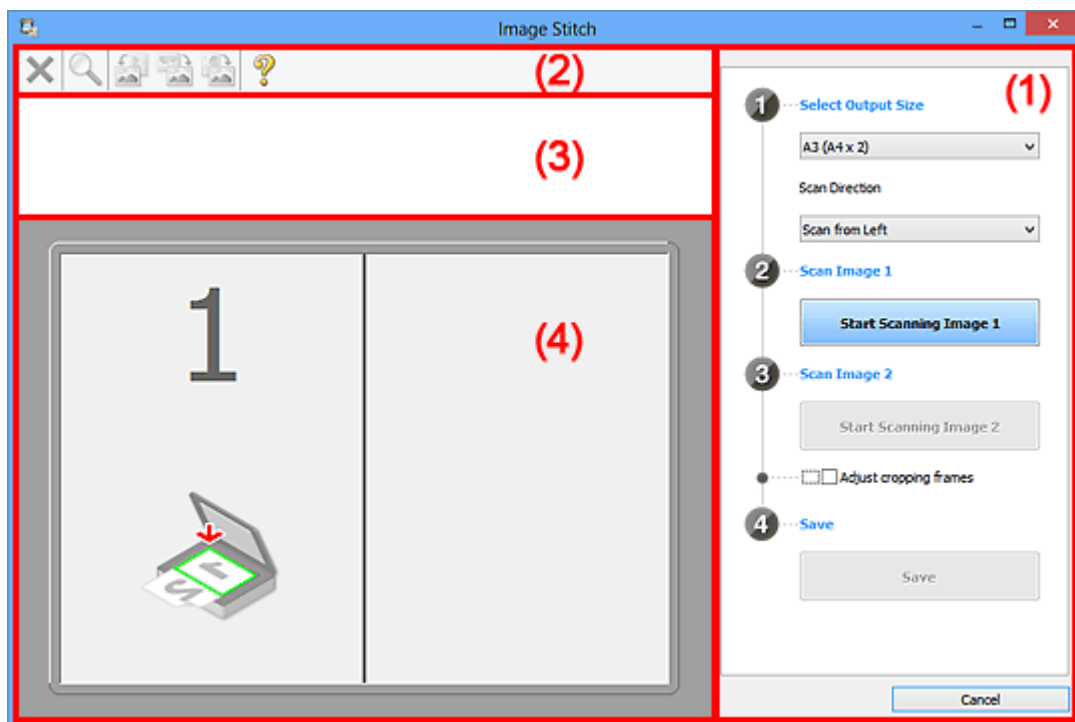 Image Stitch
(2)
(3)
1
(4)
(1)
1 Select Output Size
A3 (A4 x 2)
Scan Direction
Scan from Left
2 Scan Image 1
Start Scanning Image 1
3 Scan Image 2
Start Scanning Image 2
Adjust cropping frames
4 Save
Save
Cancel